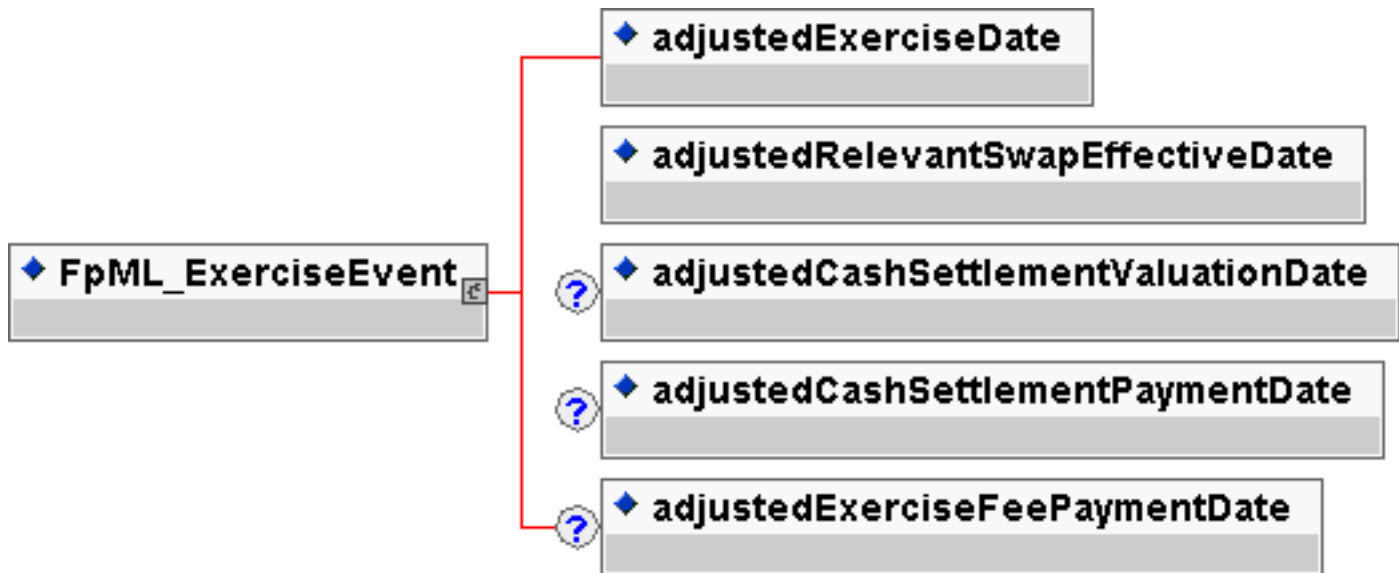 adjustedExerciseDate
adjustedRelevantSwapEffectiveDate
FpML_ExerciseEvent
? adjustedCashSettlementValuationDate
? adjustedCashSettlementPaymentDate
? adjustedExerciseFeePaymentDate